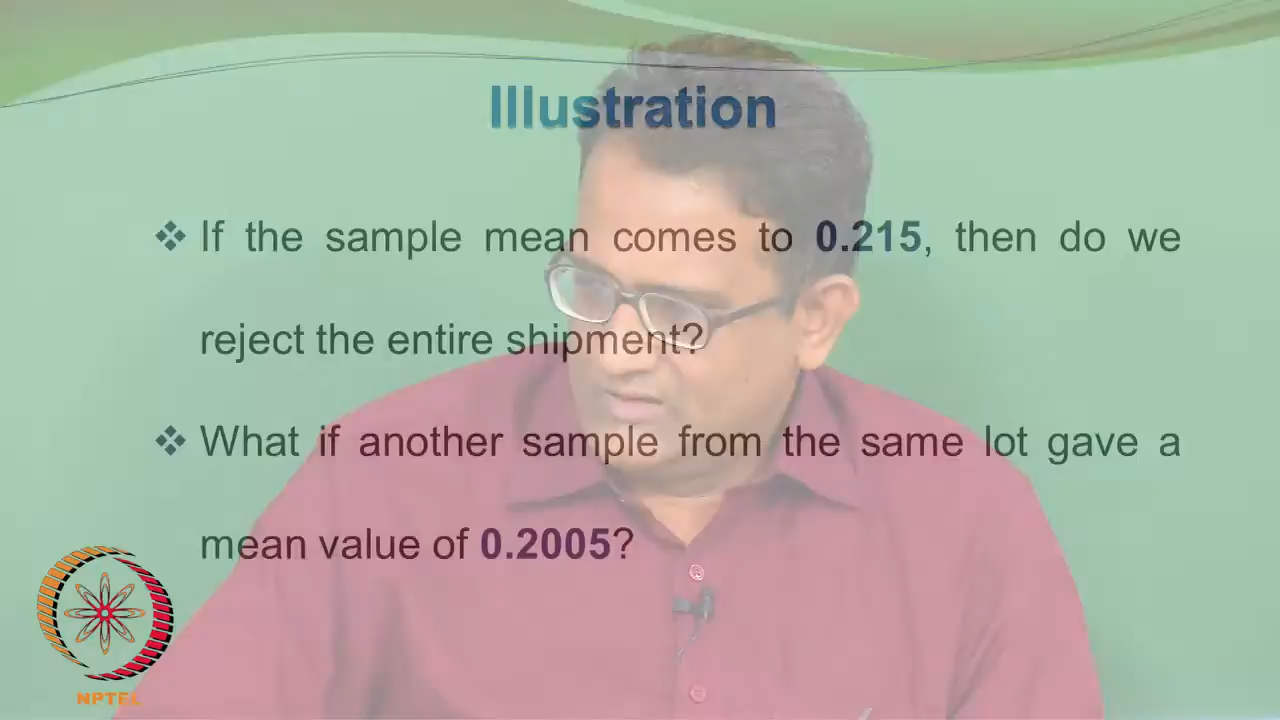 Illustration
❖ If the sample mean comes to 0.215, then do we
reject the entire shipment?
❖ What if another sample from the same lot gave a
mean value of 0.2005?
NPTEL